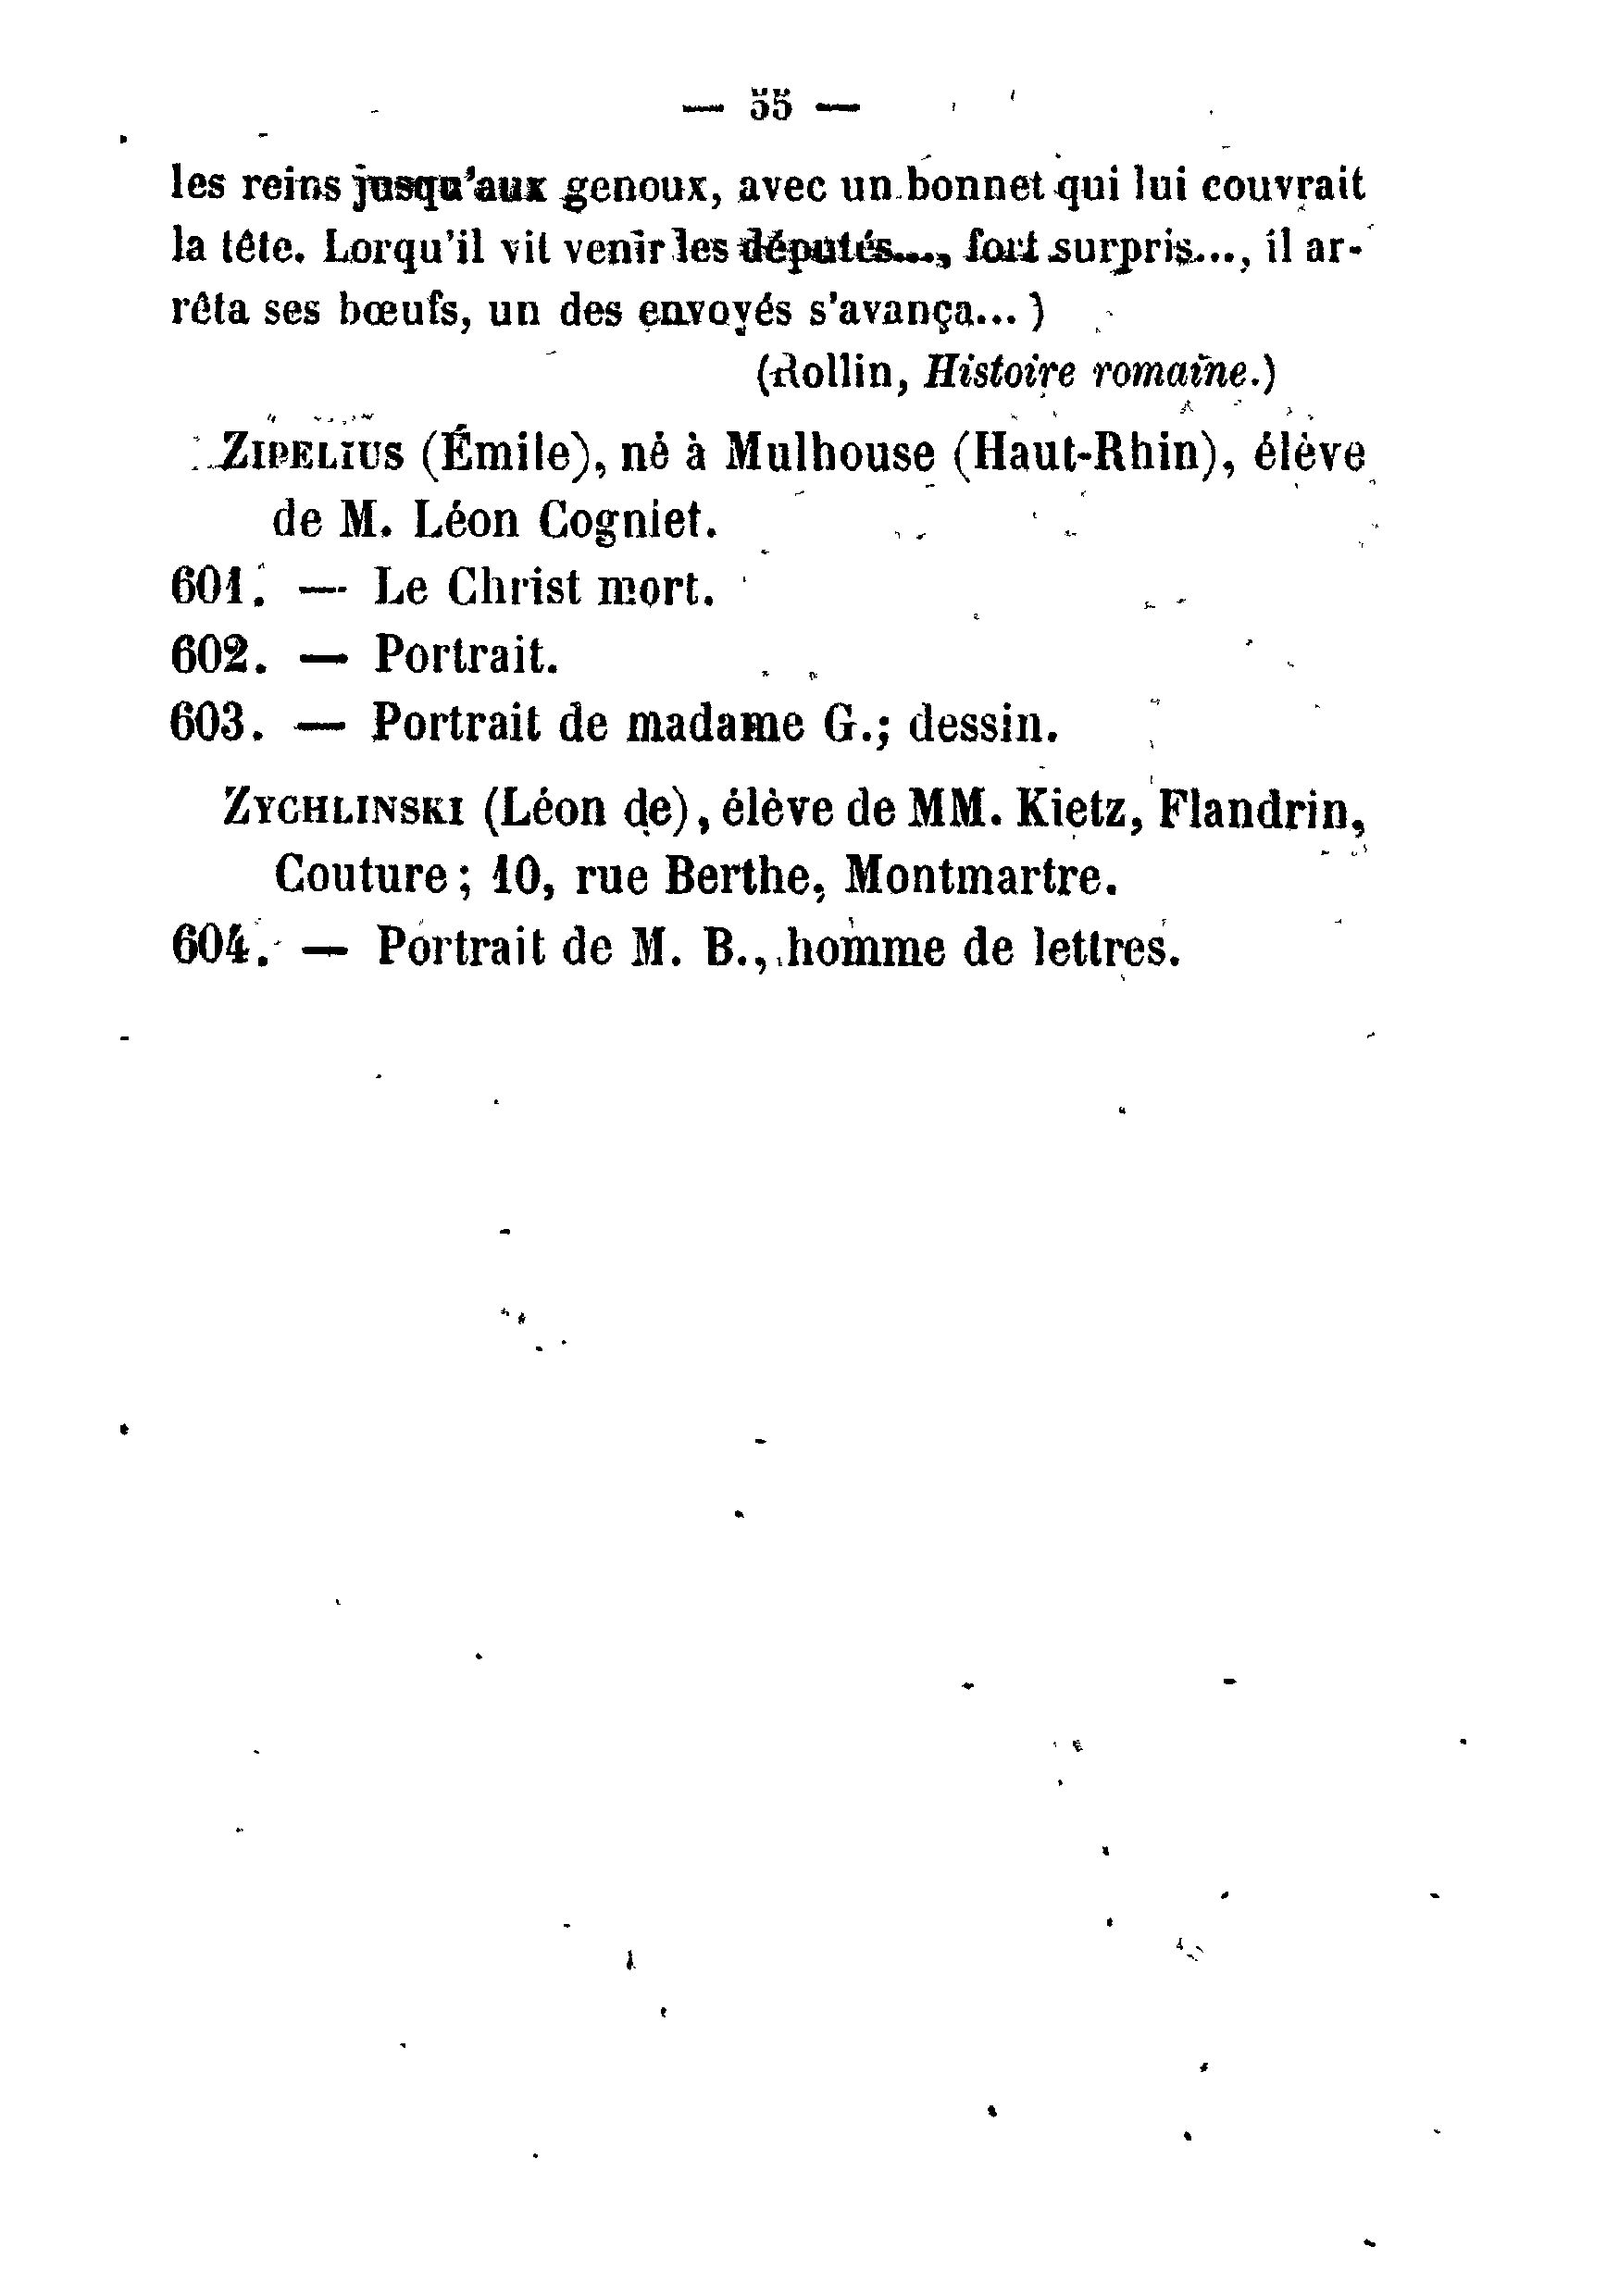 — 55 —
les reins jusqu'aux genoux, avec un bonnet qui lui couvrait
la tête. Lorqu'il vit venir les députés..., fort surpris..., il ar-
rêta ses bœufs, un des envoyés s'avança... )
(Rollin, Histoire romaine.)
ZIPELIUS (Émile), né à Mulhouse (Haut-Rhin), élève
de M. Léon Cogniet.
601. — Le Christ mort.
602. — Portrait.
603. — Portrait de madame G.; dessin.
ZYCHLINSKI (Léon de), élève de MM. Kietz, Flandrin,
Couture; 10, rue Berthe, Montmartre.
604. — Portrait de M. B., homme de lettres.